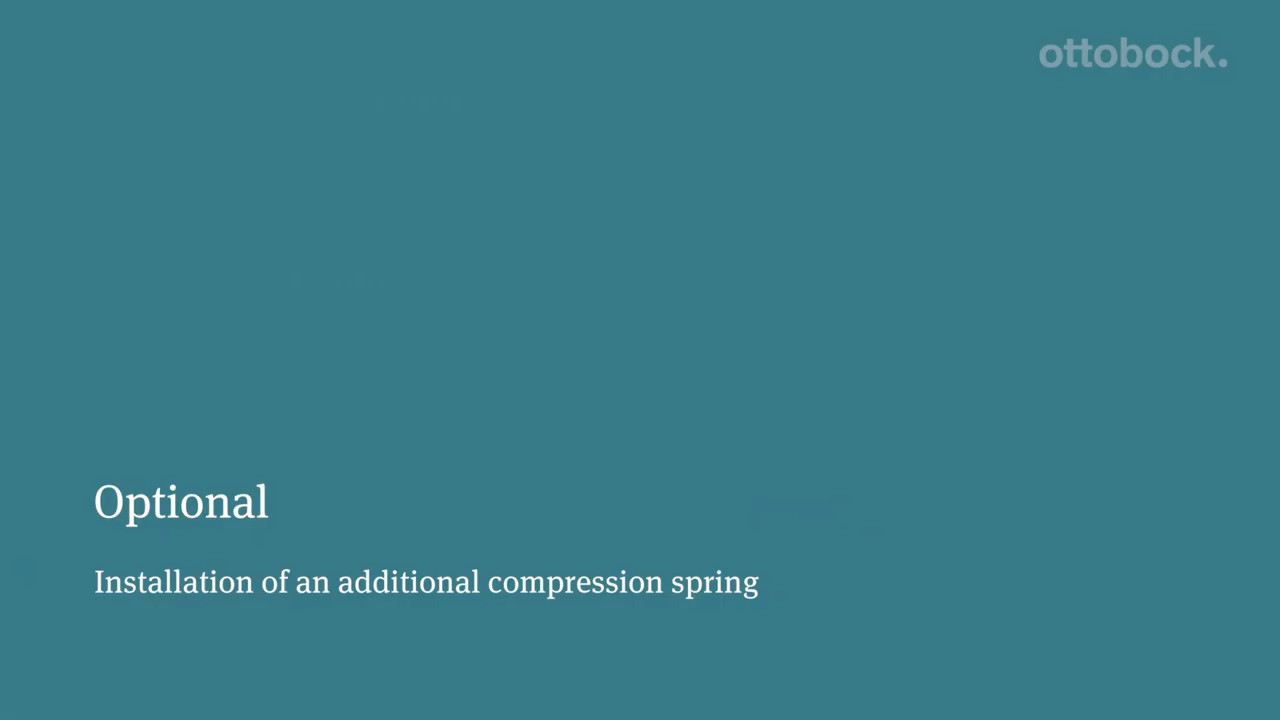 ottobock.
Optional
Installation of an additional compression spring